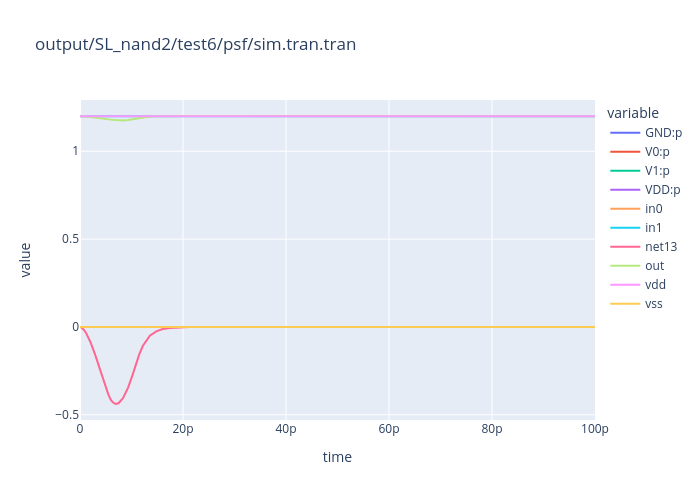 output/SL_nand2/test6/psf/sim.tran.tran
variable
GND:p
V0:p
V1:p
VDD:p
in0
in1
net13
out
vdd
vss
value
1
0.5
0
−0.5
0
20p
40p
60p
80p
100p
time